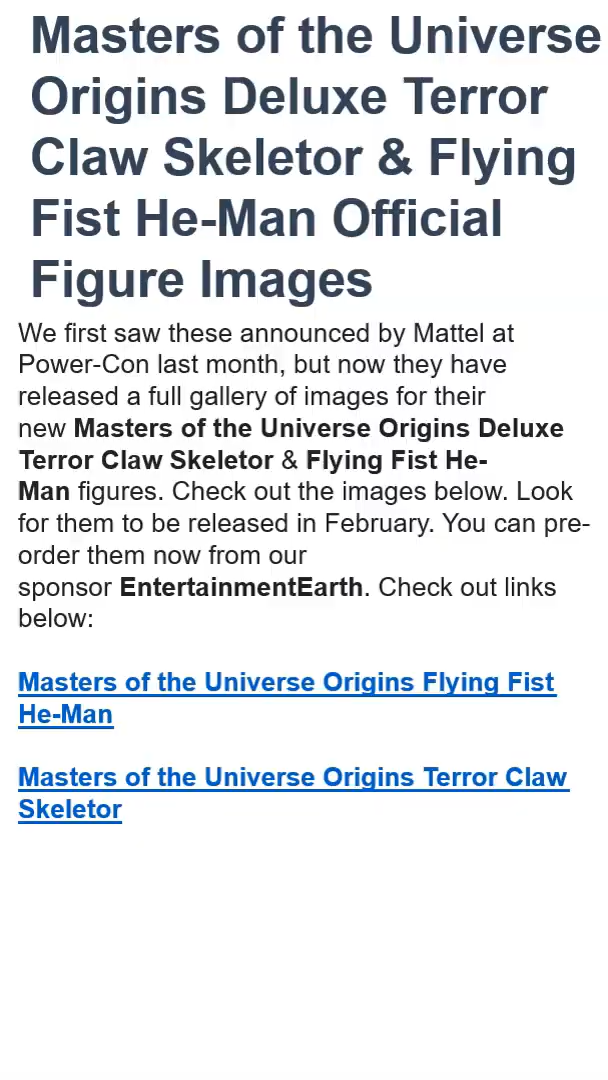 Masters of the Universe
Origins Deluxe Terror
Claw Skeletor & Flying
Fist He-Man Official
Figure Images
We first saw these announced by Mattel at
Power-Con last month, but now they have
released a full gallery of images for their
new Masters of the Universe Origins Deluxe
Terror Claw Skeletor & Flying Fist He-
Man figures. Check out the images below. Look
for them to be released in February. You can pre-
order them now from our
sponsor EntertainmentEarth. Check out links
below:
Masters of the Universe Origins Flying Fist
He-Man
Masters of the Universe Origins Terror Claw
Skeletor